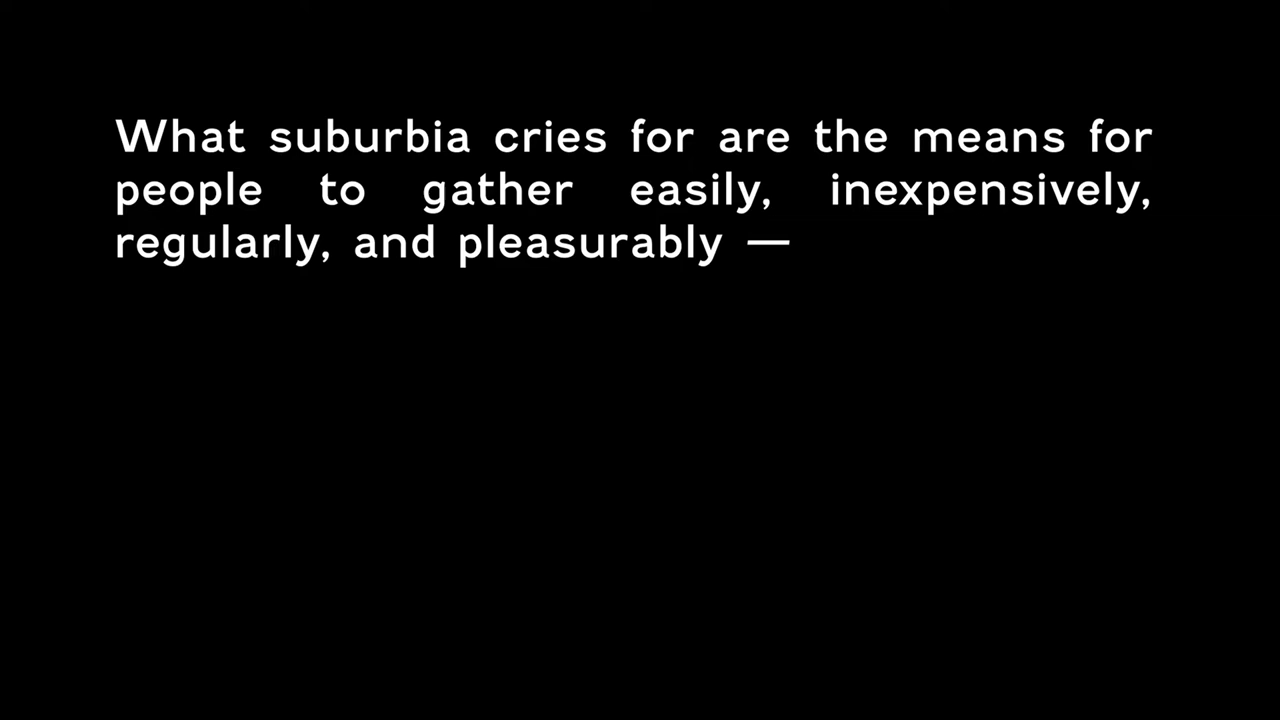 What suburbia cries for are the means for
people to gather easily, inexpensively,
regularly, and pleasurably —